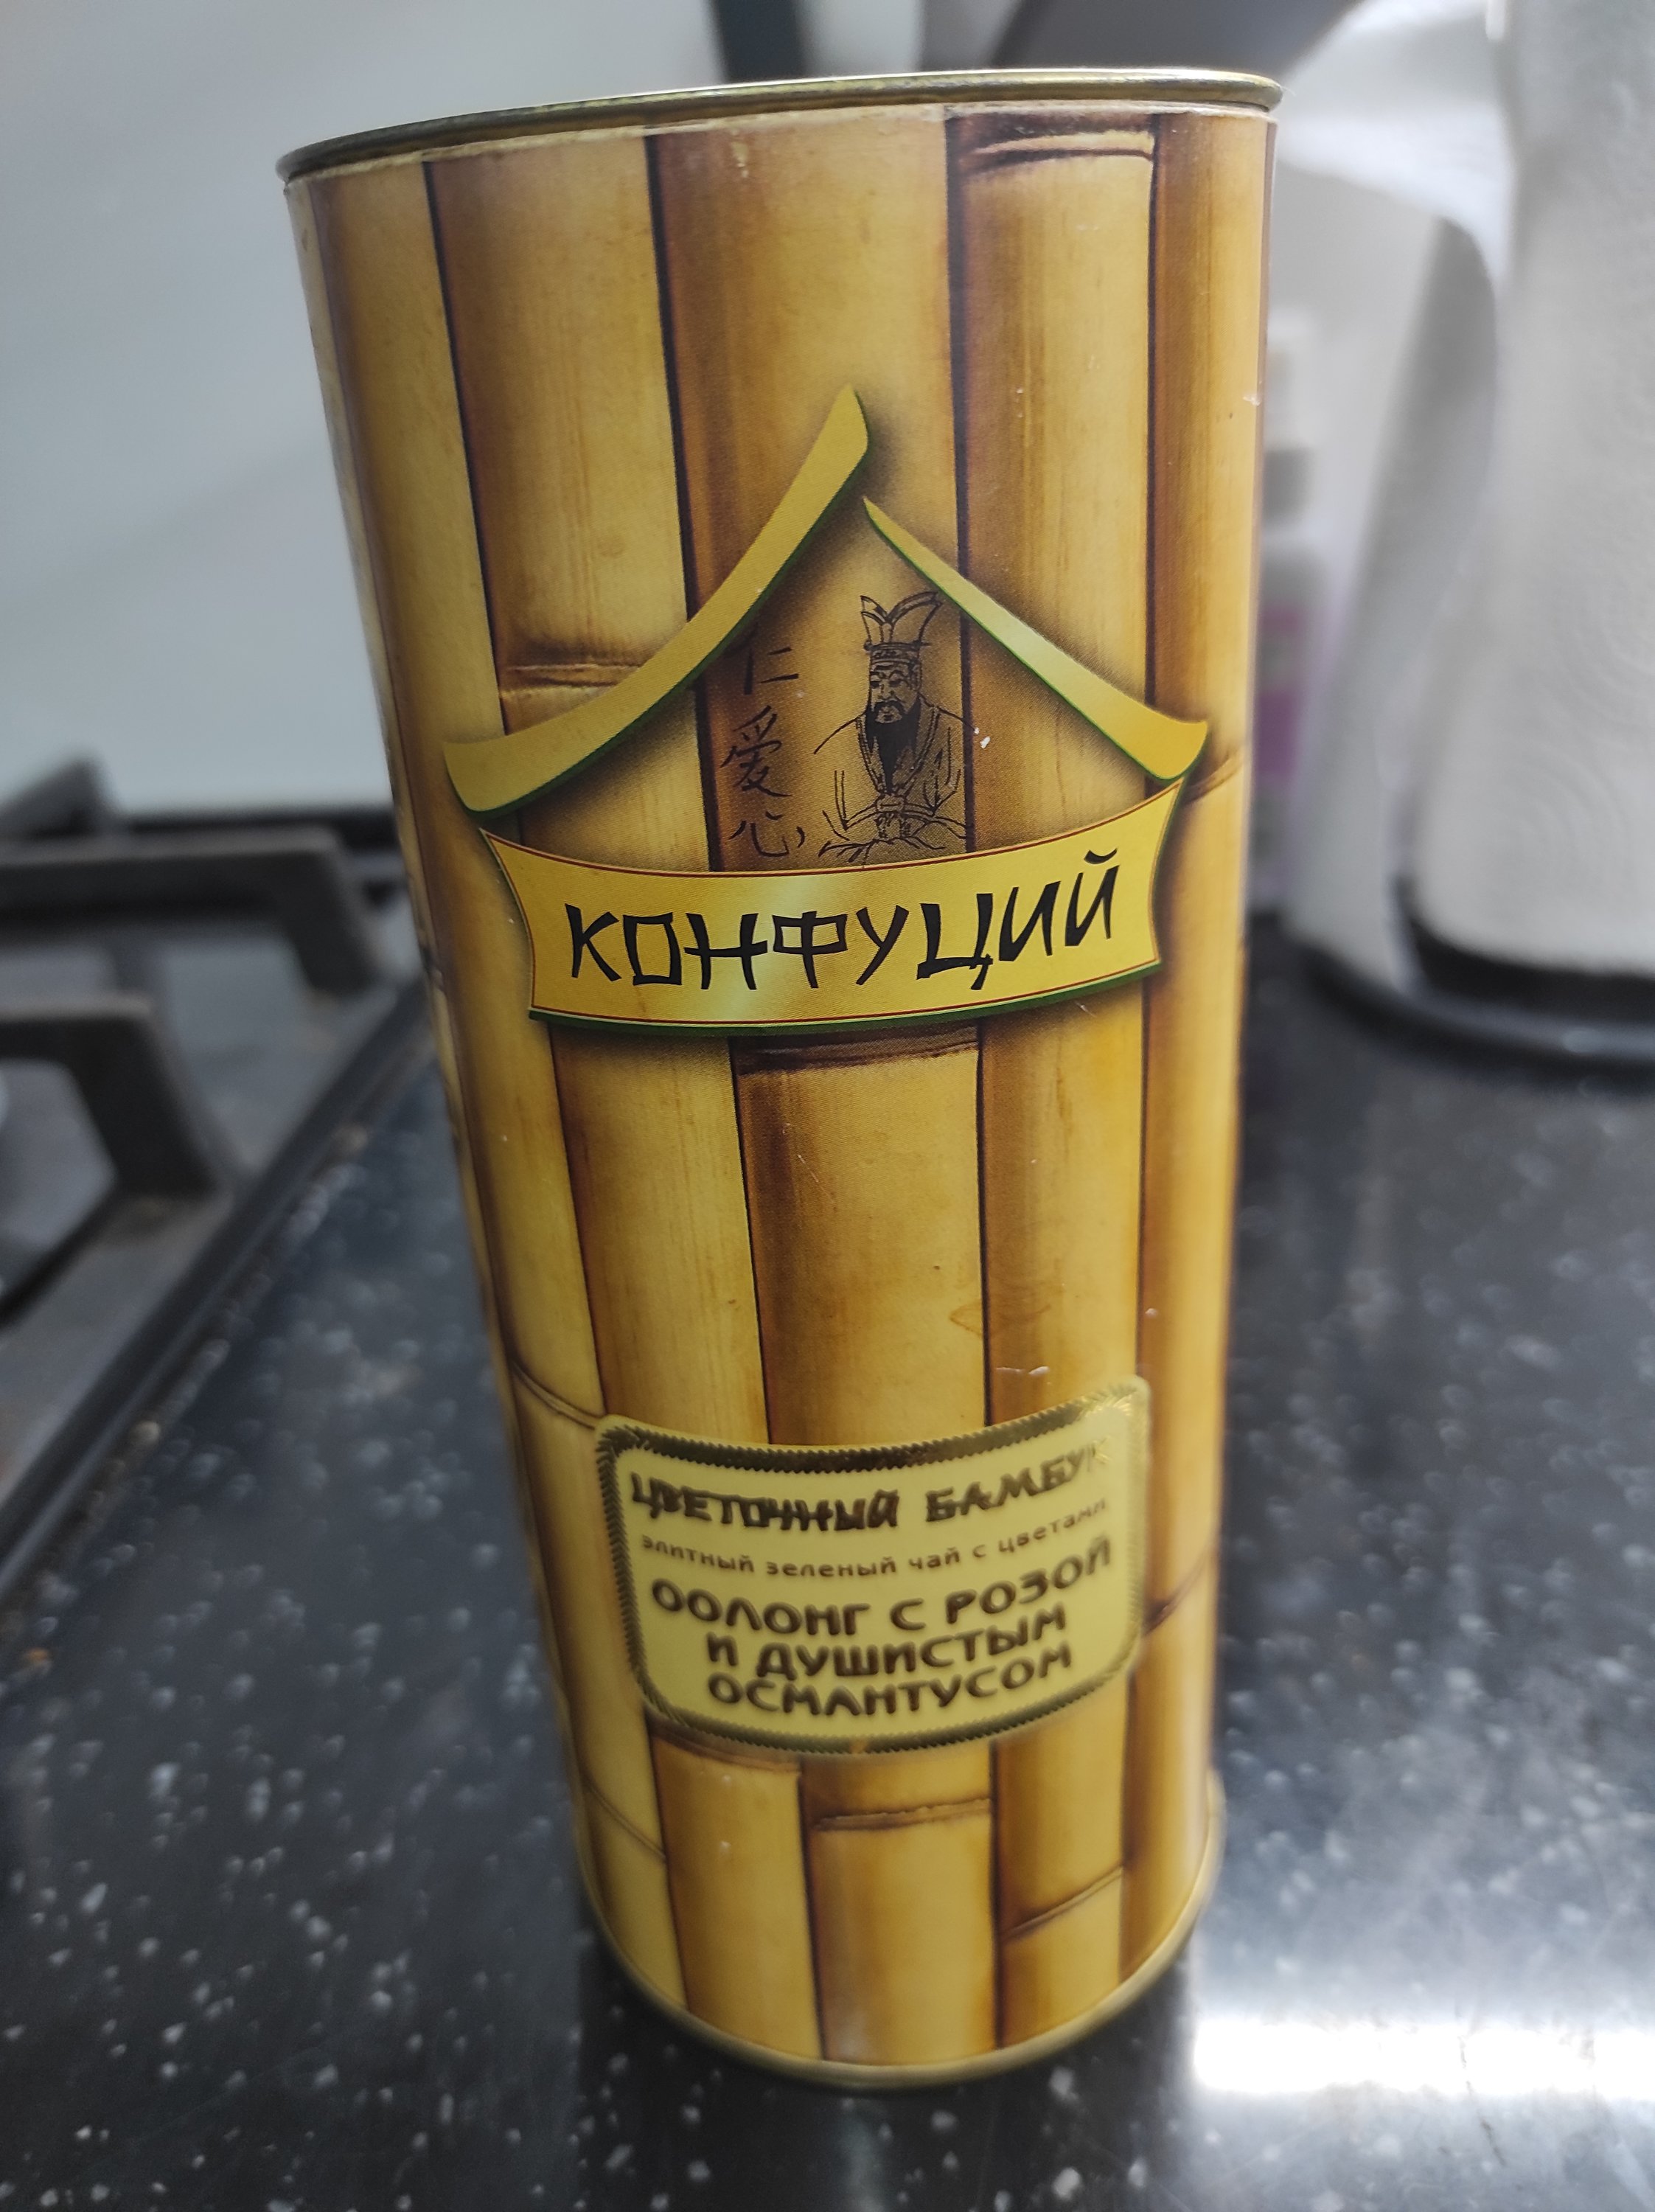 仁
爱
心
КОНФУЦИЙ
ЦВЕТОЧНЫЙ БАМБУК
элитный зеленый чай с цветами
ООЛОНГ С РОЗОЙ
И ДУШИСТЫМ
ОСМАНТУСОМ